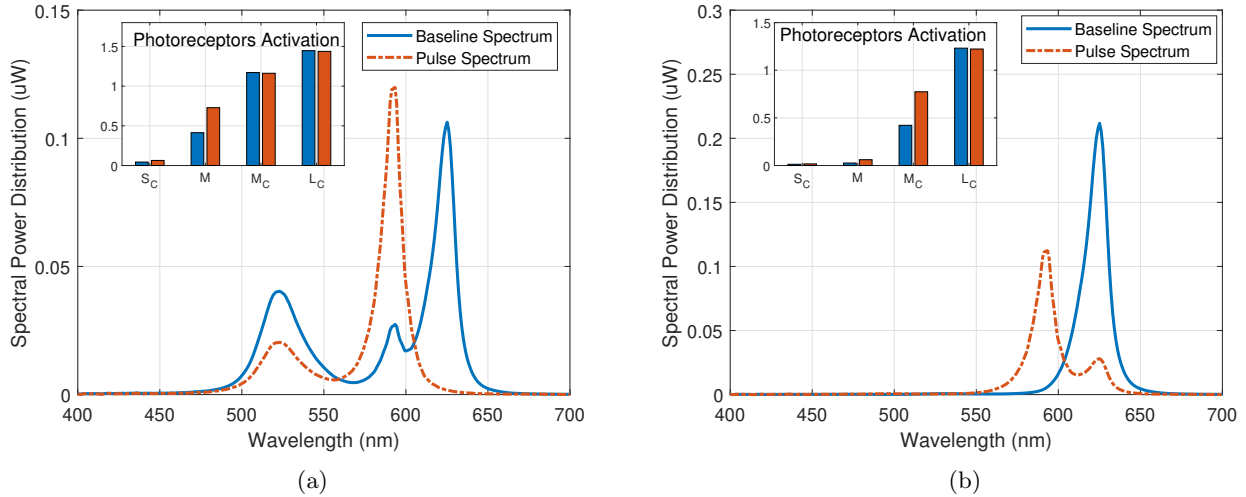 0.15
0.1
0.05
0
Spectral Power Distribution (uW)
400 450 500 550 600 650 700
Wavelength (nm)
Baseline Spectrum
Pulse Spectrum
Photoreceptors Activation
1.5
1
0.5
0
S_C M M_C L_C
(a)
0.3
0.25
0.2
0.15
0.1
0.05
0
Spectral Power Distribution (uW)
400 450 500 550 600 650 700
Wavelength (nm)
Baseline Spectrum
Pulse Spectrum
Photoreceptors Activation
1.5
1
0.5
0
S_C M M_C L_C
(b)